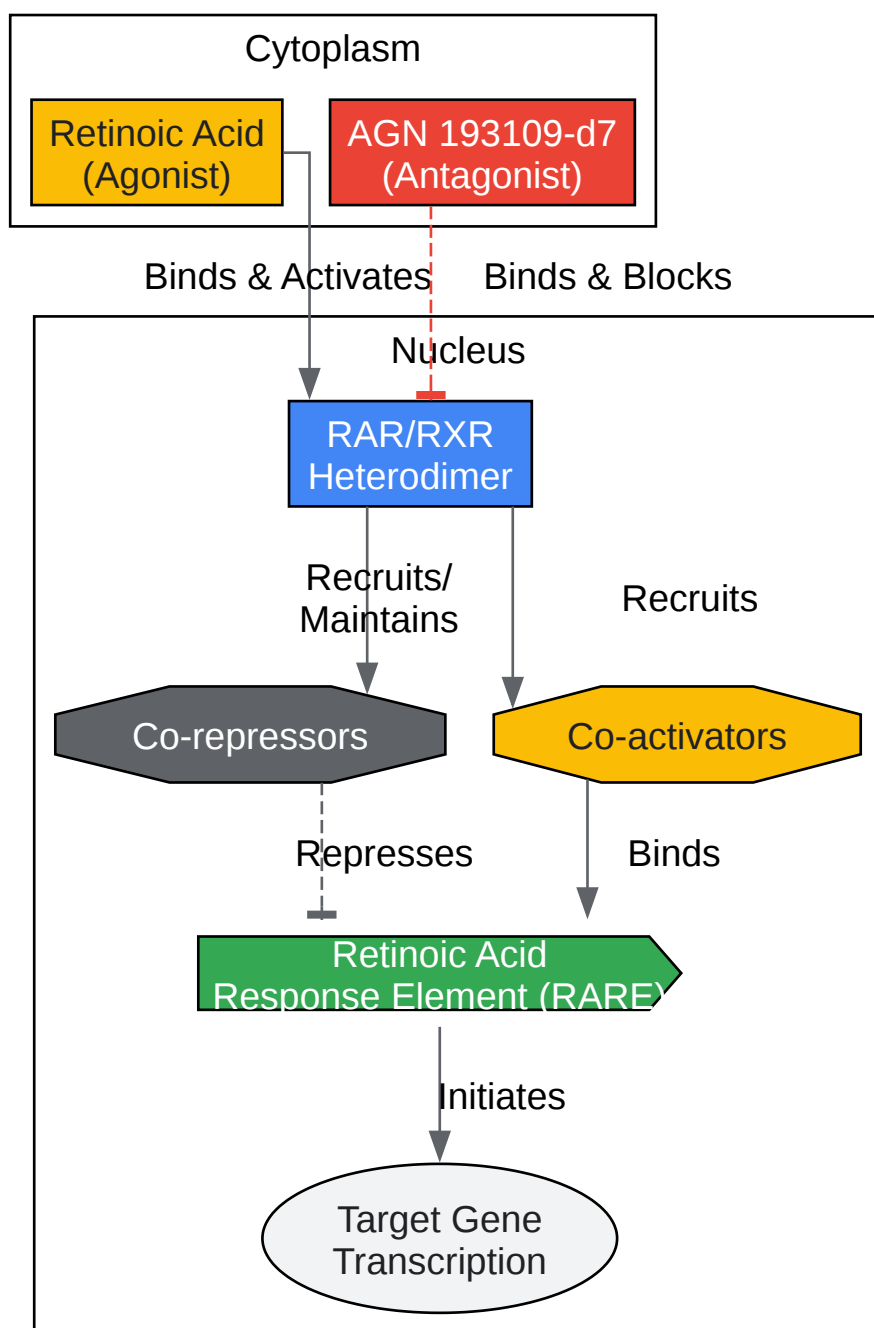 Cytoplasm
Retinoic Acid
(Agonist)
AGN 193109-d7
(Antagonist)
Binds & Activates
Binds & Blocks
Nucleus
RAR/RXR
Heterodimer
Recruits/
Maintains
Recruits
Co-repressors
Co-activators
Represses
Binds
Retinoic Acid
Response Element (RARE)
Initiates
Target Gene
Transcription